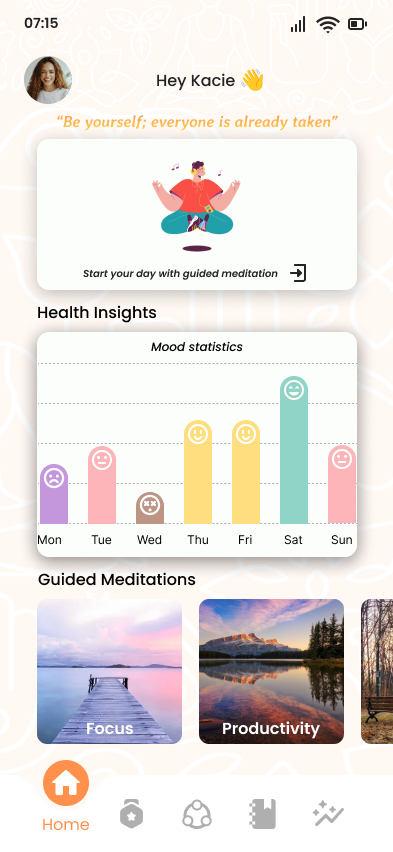 07:15
Hey Kacie 👋
“Be yourself; everyone is already taken”
Start your day with guided meditation
Health Insights
Mood statistics
Mon Tue Wed Thu Fri Sat Sun
Guided Meditations
Focus Productivity
Home